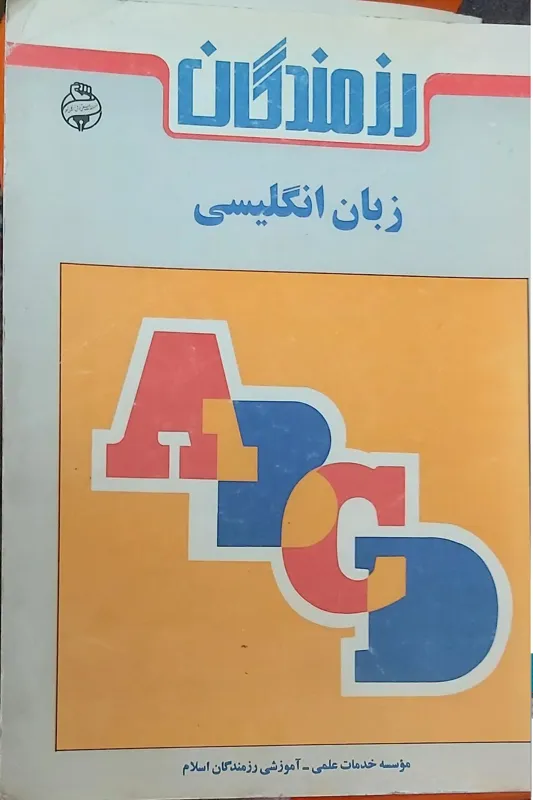 رزمندگان
زبان انگلیسی
ABCD
مؤسسه خدمات علمی - آموزشی رزمندگان اسلام